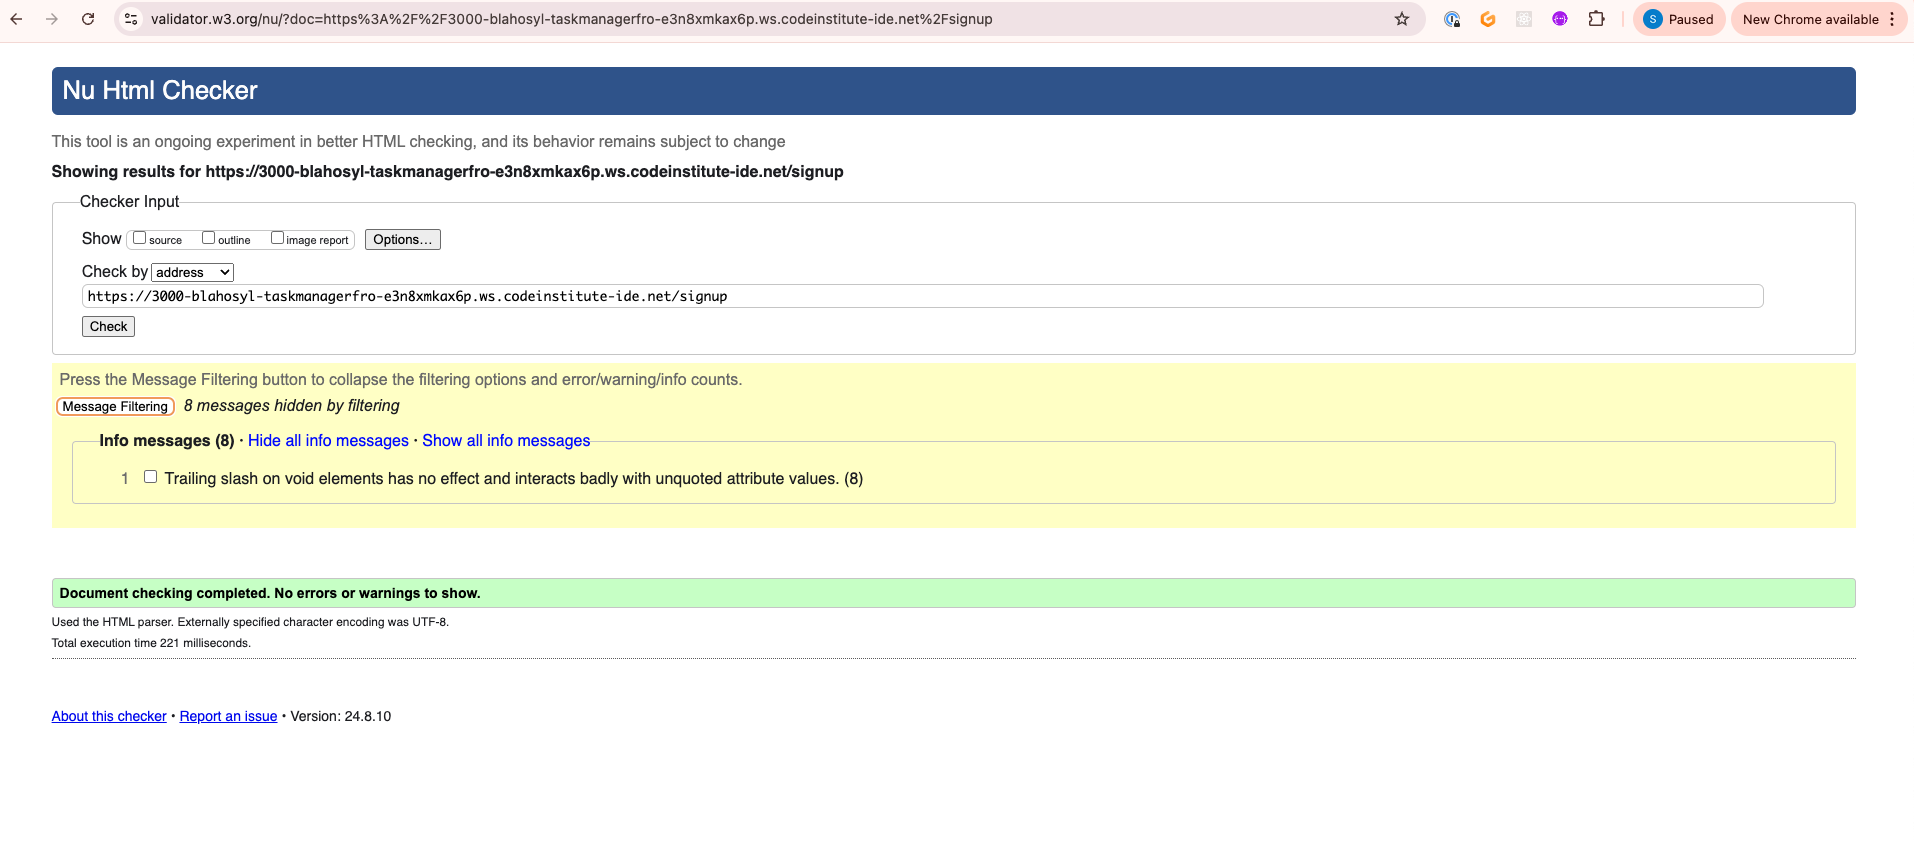 validator.w3.org/nu/?doc=https%3A%2F%2F3000-blahosyl-taskmanagerfro-e3n8xmkax6p.ws.codeinstitute-ide.net%2Fsignup
S Paused
New Chrome available
Nu Html Checker
This tool is an ongoing experiment in better HTML checking, and its behavior remains subject to change
Showing results for https://3000-blahosyl-taskmanagerfro-e3n8xmkax6p.ws.codeinstitute-ide.net/signup
Checker Input
Show source outline image report Options...
Check by address
https://3000-blahosyl-taskmanagerfro-e3n8xmkax6p.ws.codeinstitute-ide.net/signup
Check
Press the Message Filtering button to collapse the filtering options and error/warning/info counts.
Message Filtering 8 messages hidden by filtering
Info messages (8) · Hide all info messages · Show all info messages
1 Trailing slash on void elements has no effect and interacts badly with unquoted attribute values. (8)
Document checking completed. No errors or warnings to show.
Used the HTML parser. Externally specified character encoding was UTF-8.
Total execution time 221 milliseconds.
About this checker • Report an issue • Version: 24.8.10